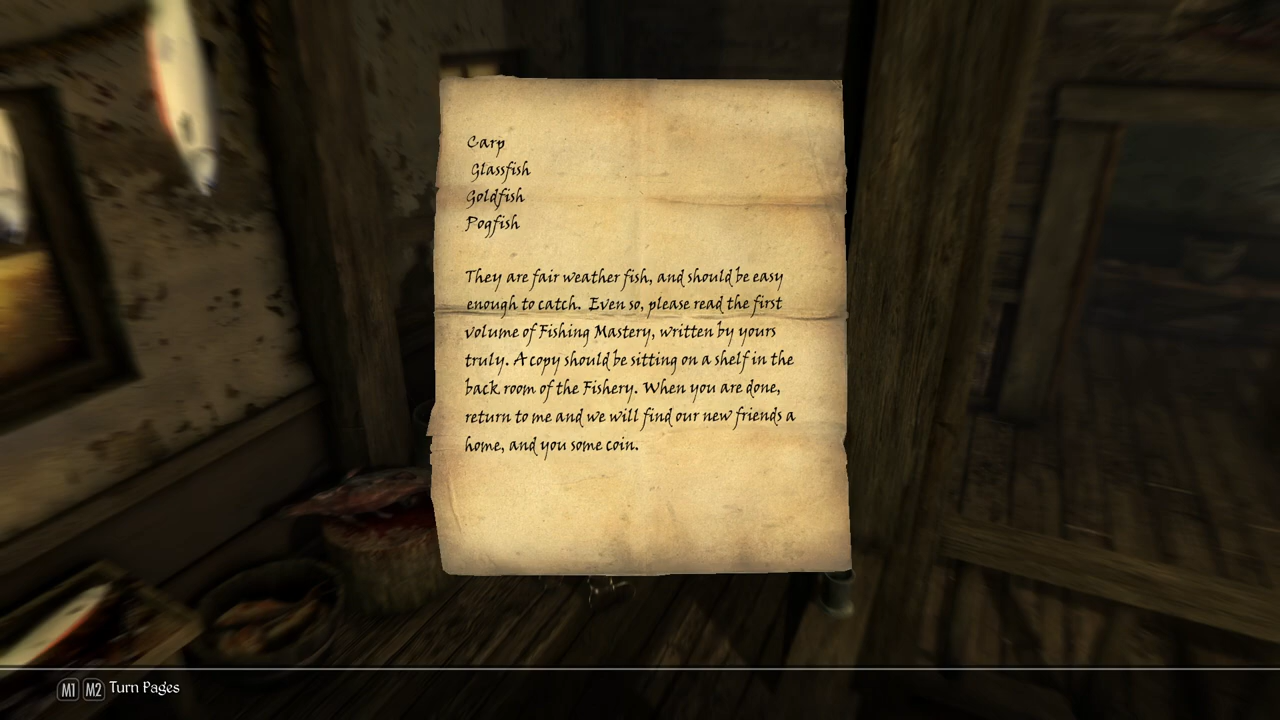 Carp
Glassfish
Goldfish
Pogfish
They are fair weather fish, and should be easy
enough to catch. Even so, please read the first
volume of Fishing Mastery, written by yours
truly. A copy should be sitting on a shelf in the
back room of the Fishery. When you are done,
return to me and we will find our new friends a
home, and you some coin.
M1 M2 Turn Pages